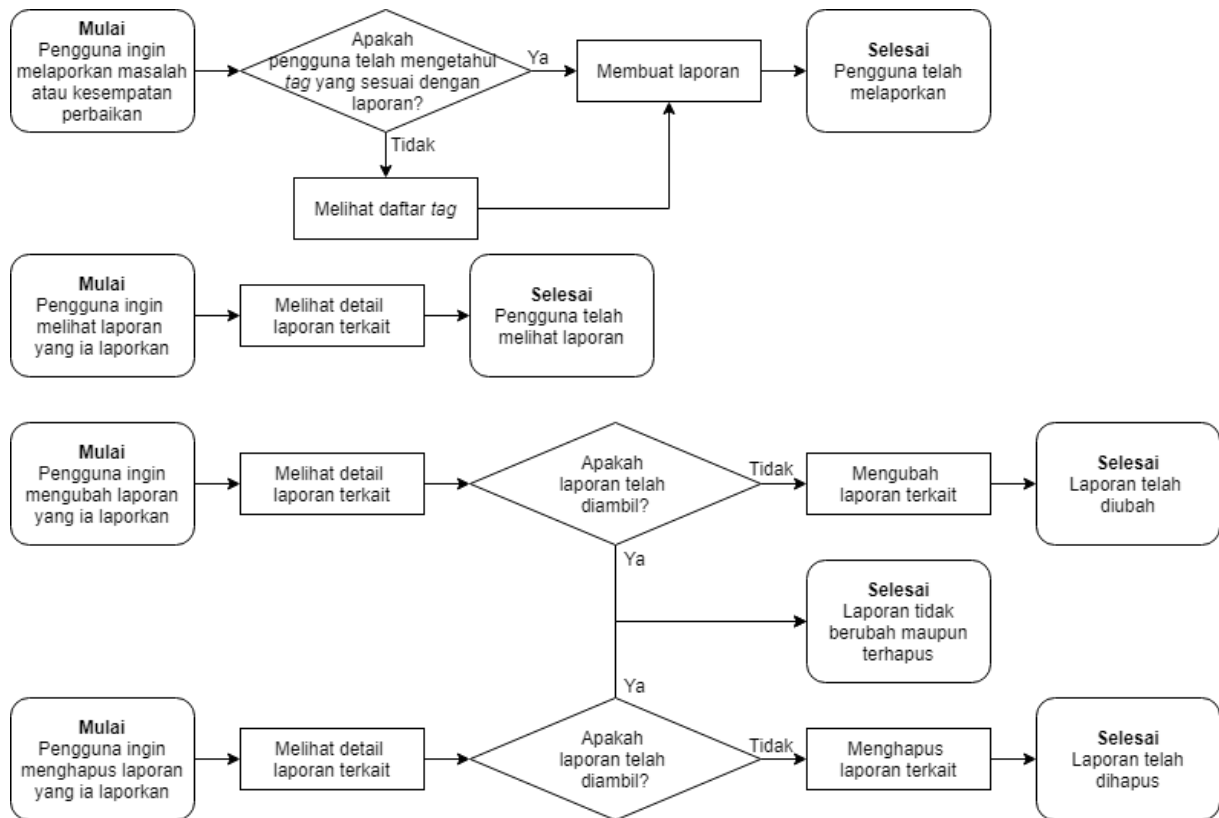 Mulai
Pengguna ingin
melaporkan masalah
atau kesempatan
perbaikan
Apakah
pengguna telah mengetahuI
tag yang sesuai dengan
laporan?
Ya
Membuat laporan
Selesai
Pengguna telah
melaporkan
Tidak
Melihat daftar tag
Mulai
Pengguna ingin
melihat laporan
yang ia laporkan
Melihat detail
laporan terkait
Selesai
Pengguna telah
melihat laporan
Mulai
Pengguna ingin
mengubah laporan
yang ia laporkan
Melihat detail
laporan terkait
Apakah
laporan telah
diambil?
Tidak
Mengubah
laporan terkait
Selesai
Laporan telah
diubah
Ya
Selesai
Laporan tidak
berubah maupun
terhapus
Ya
Mulai
Pengguna ingin
menghapus laporan
yang ia laporkan
Melihat detail
laporan terkait
Apakah
laporan telah
diambil?
Tidak
Menghapus
laporan terkait
Selesai
Laporan telah
dihapus